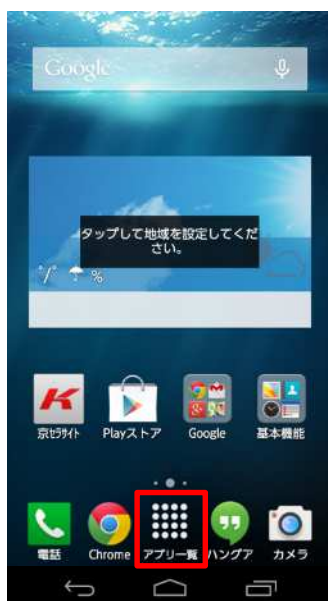 Google
タップして地域を設定してくだ
さい。
°/° %
京セラサイト Playストア Google 基本機能
電話 Chrome アプリ一覧 ハングア カメラ